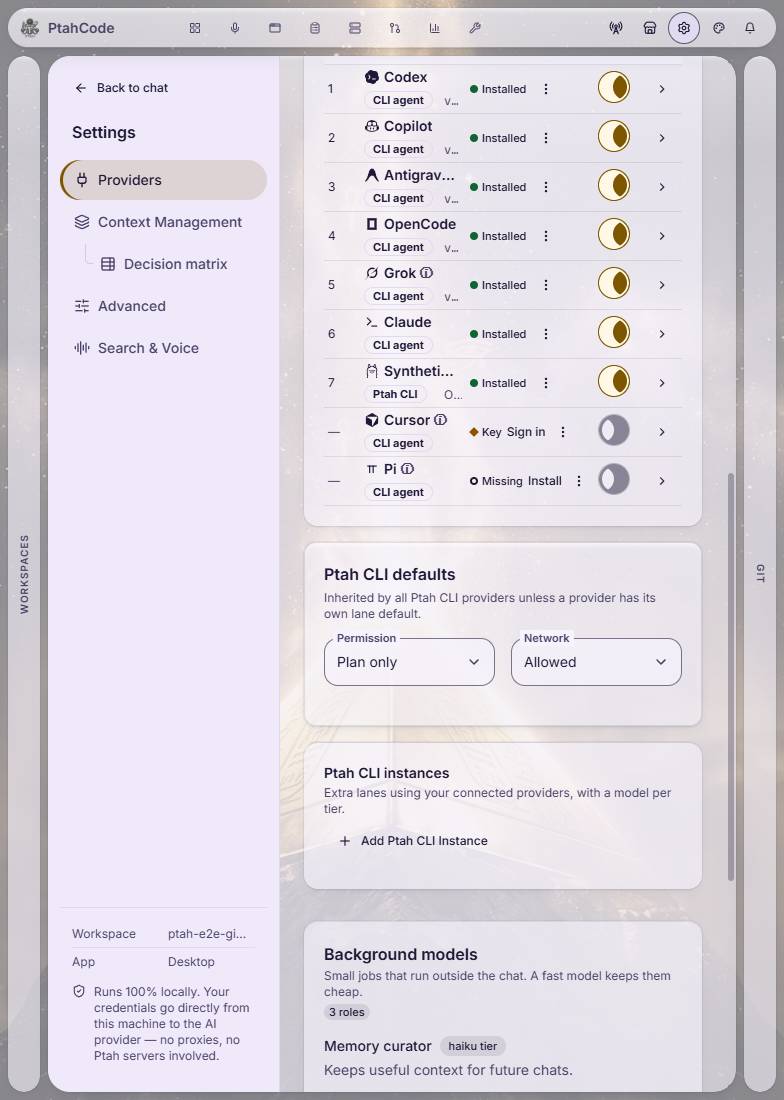 PtahCode
WORKSPACES
GIT
Back to chat
Settings
Providers
Context Management
Decision matrix
Advanced
Search & Voice
1 Codex Installed
CLI agent v...
2 Copilot Installed
CLI agent v...
3 Antigrav... Installed
CLI agent v...
4 OpenCode Installed
CLI agent v...
5 Grok Installed
CLI agent v...
6 Claude Installed
CLI agent
7 Syntheti... Installed
Ptah CLI O...
— Cursor Key Sign in
CLI agent
— Pi Missing Install
CLI agent
Ptah CLI defaults
Inherited by all Ptah CLI providers unless a provider has its
own lane default.
Permission Network
Plan only Allowed
Ptah CLI instances
Extra lanes using your connected providers, with a model per
tier.
Add Ptah CLI Instance
Background models
Small jobs that run outside the chat. A fast model keeps them
cheap.
3 roles
Memory curator haiku tier
Keeps useful context for future chats.
Workspace ptah-e2e-gi...
App Desktop
Runs 100% locally. Your
credentials go directly from
this machine to the AI
provider — no proxies, no
Ptah servers involved.